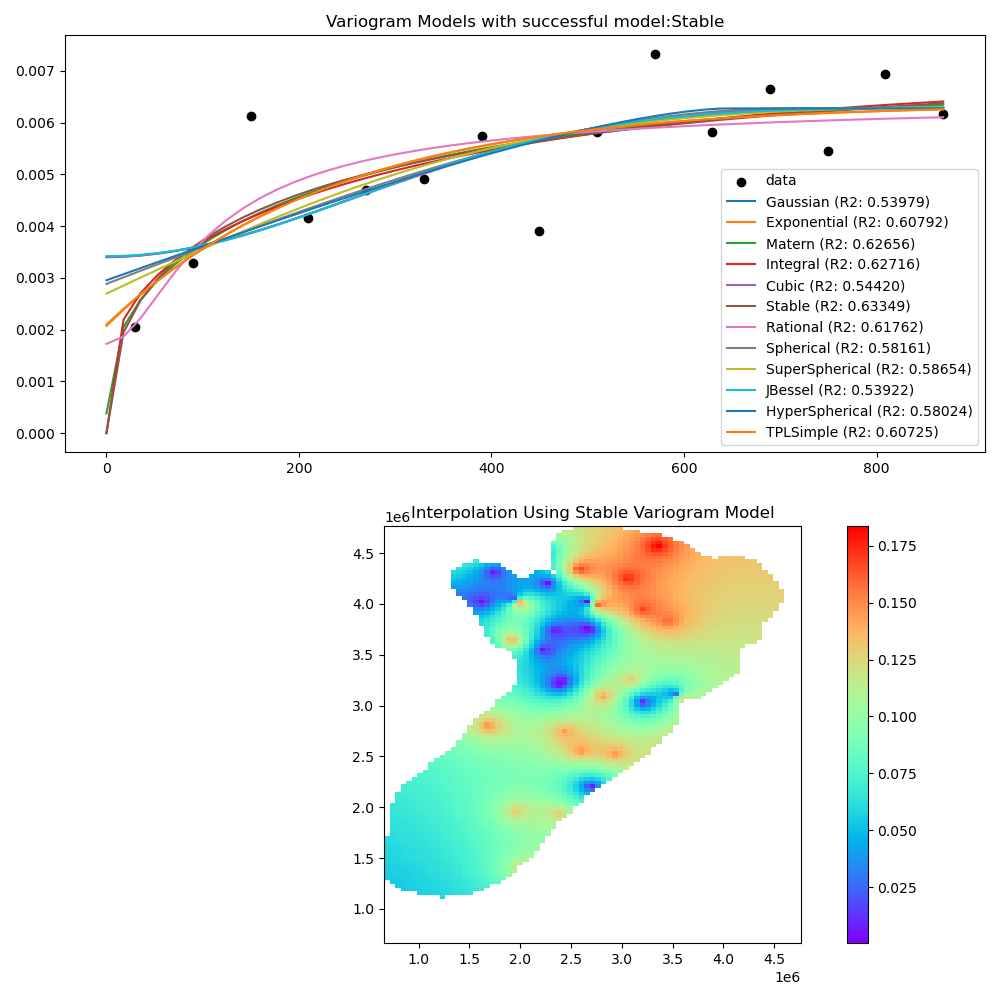 Variogram Models with successful model:Stable
0.007
0.006
0.005
0.004
0.003
0.002
0.001
0.000
0 200 400 600 800
data
Gaussian (R2: 0.53979)
Exponential (R2: 0.60792)
Matern (R2: 0.62656)
Integral (R2: 0.62716)
Cubic (R2: 0.54420)
Stable (R2: 0.63349)
Rational (R2: 0.61762)
Spherical (R2: 0.58161)
SuperSpherical (R2: 0.58654)
JBessel (R2: 0.53922)
HyperSpherical (R2: 0.58024)
TPLSimple (R2: 0.60725)
Interpolation Using Stable Variogram Model
1e6
4.5
4.0
3.5
3.0
2.5
2.0
1.5
1.0
1.0 1.5 2.0 2.5 3.0 3.5 4.0 4.5
1e6
0.175
0.150
0.125
0.100
0.075
0.050
0.025